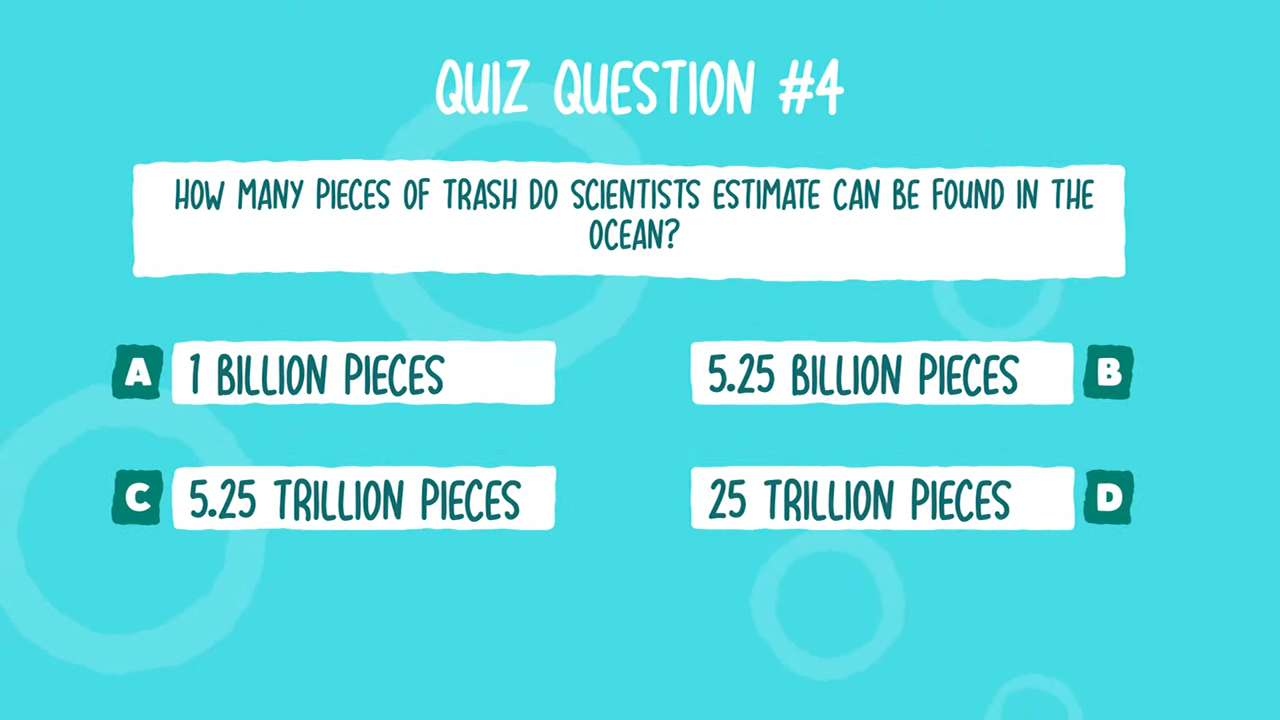 QUIZ QUESTION #4
HOW MANY PIECES OF TRASH DO SCIENTISTS ESTIMATE CAN BE FOUND IN THE
OCEAN?
A 1 BILLION PIECES
5.25 BILLION PIECES B
C 5.25 TRILLION PIECES
25 TRILLION PIECES D